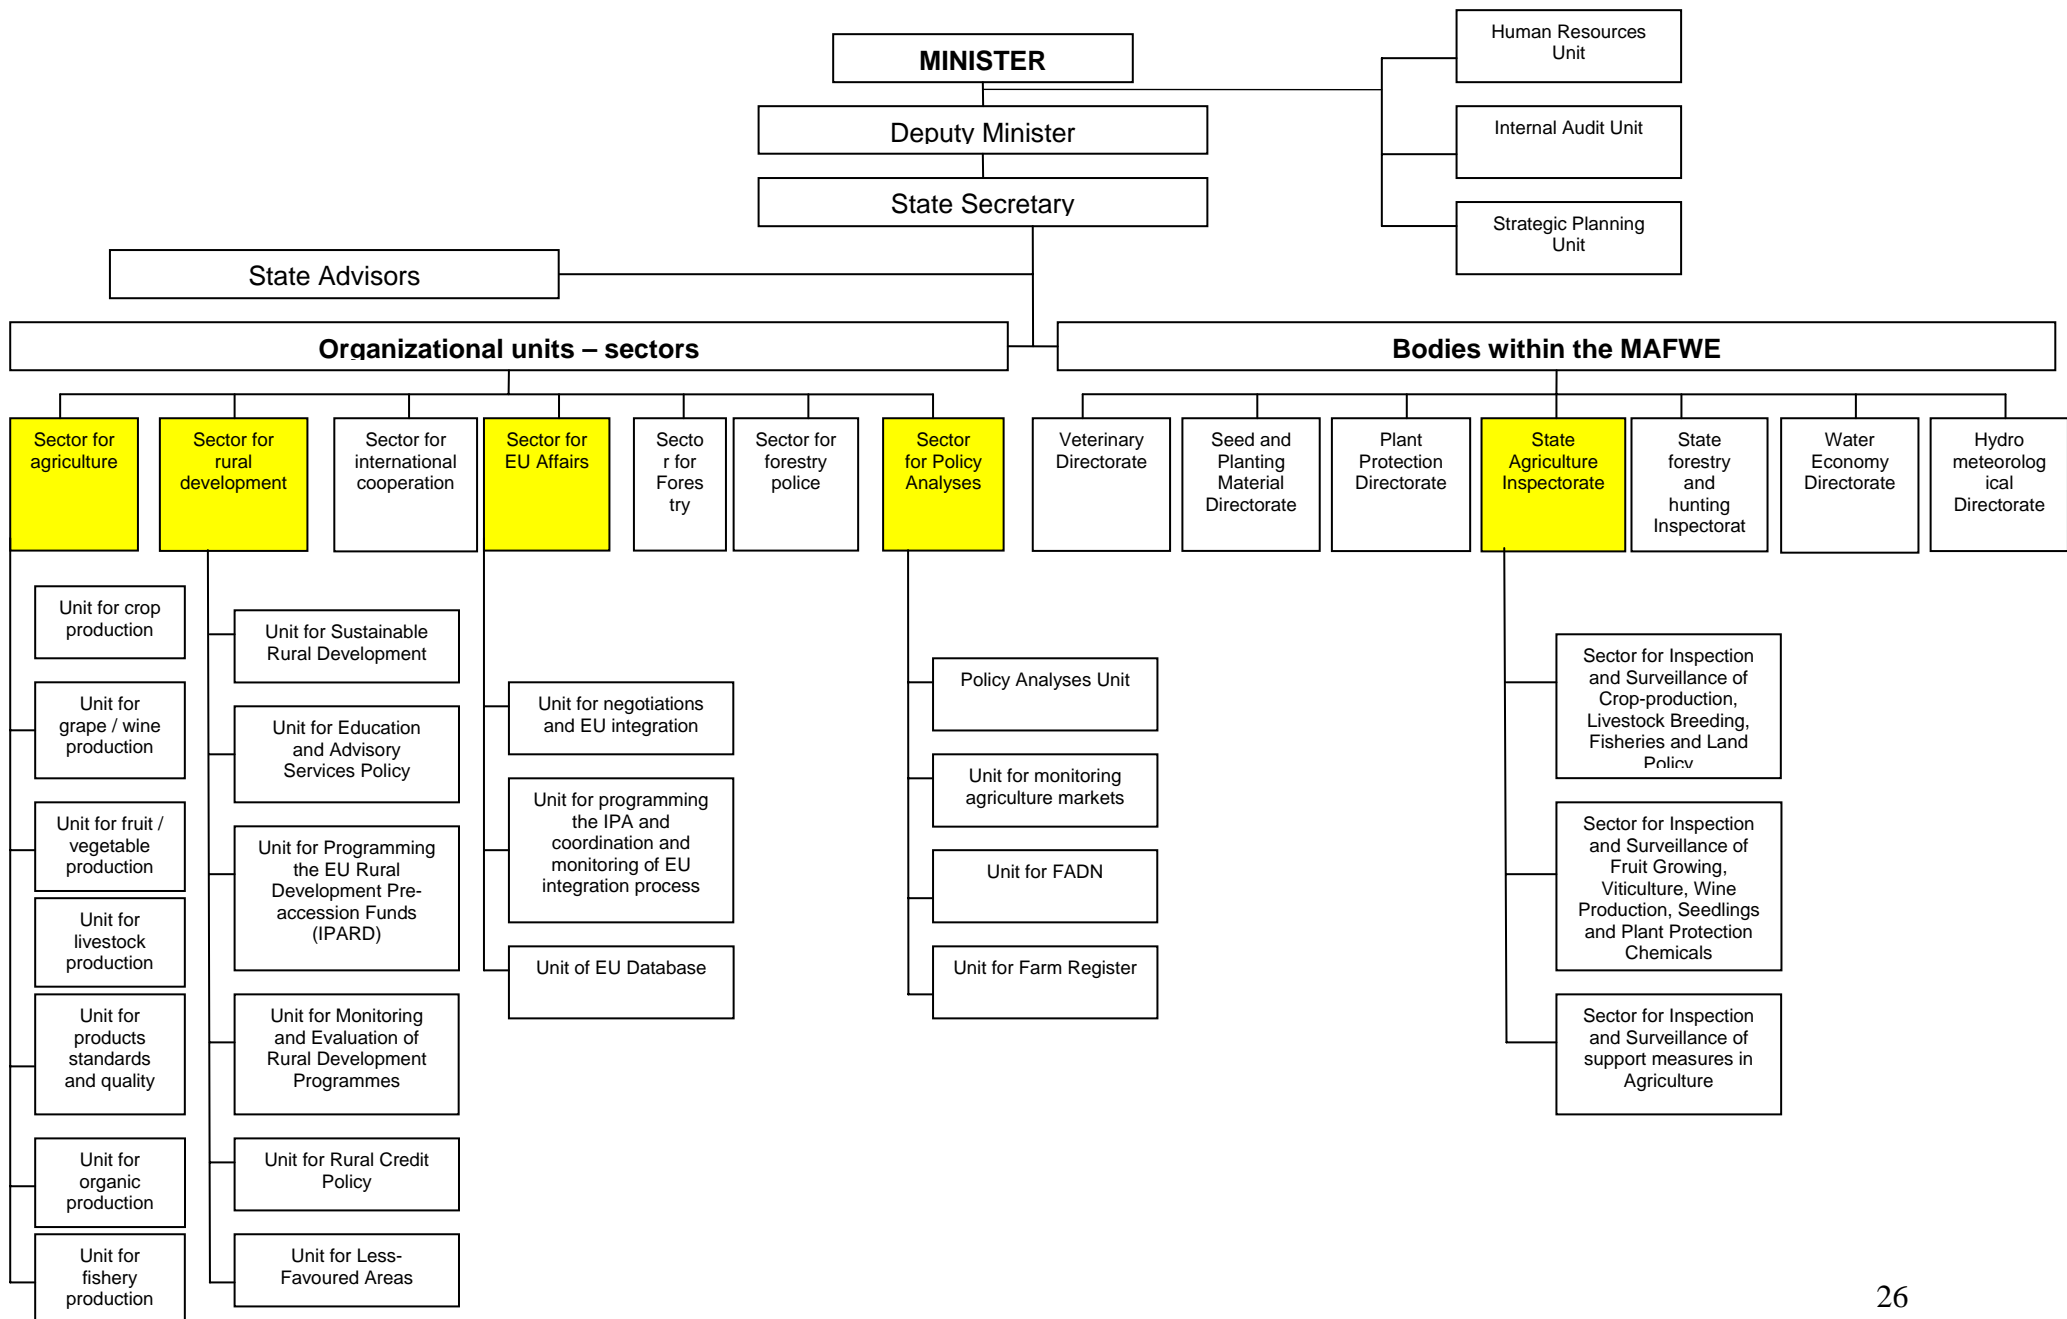 MINISTER
Human Resources
Unit
Deputy Minister
Internal Audit Unit
State Secretary
Strategic Planning
Unit
State Advisors
Organizational units – sectors
Bodies within the MAFWE
Sector for
agriculture
Sector for
rural
development
Sector for
international
cooperation
Sector for
EU Affairs
Secto
r for
Fores
try
Sector for
forestry
police
Sector
for Policy
Analyses
Veterinary
Directorate
Seed and
Planting
Material
Directorate
Plant
Protection
Directorate
State
Agriculture
Inspectorate
State
forestry
and
hunting
Inspectorat
Water
Economy
Directorate
Hydro
meteorolog
ical
Directorate
Unit for crop
production
Unit for
grape / wine
production
Unit for fruit /
vegetable
production
Unit for
livestock
production
Unit for
products
standards
and quality
Unit for
organic
production
Unit for
fishery
production
Unit for Sustainable
Rural Development
Unit for Education
and Advisory
Services Policy
Unit for Programming
the EU Rural
Development Pre-
accession Funds
(IPARD)
Unit for Monitoring
and Evaluation of
Rural Development
Programmes
Unit for Rural Credit
Policy
Unit for Less-
Favoured Areas
Unit for negotiations
and EU integration
Unit for programming
the IPA and
coordination and
monitoring of EU
integration process
Unit of EU Database
Policy Analyses Unit
Unit for monitoring
agriculture markets
Unit for FADN
Unit for Farm Register
Sector for Inspection
and Surveillance of
Crop-production,
Livestock Breeding,
Fisheries and Land
Policy
Sector for Inspection
and Surveillance of
Fruit Growing,
Viticulture, Wine
Production, Seedlings
and Plant Protection
Chemicals
Sector for Inspection
and Surveillance of
support measures in
Agriculture
26